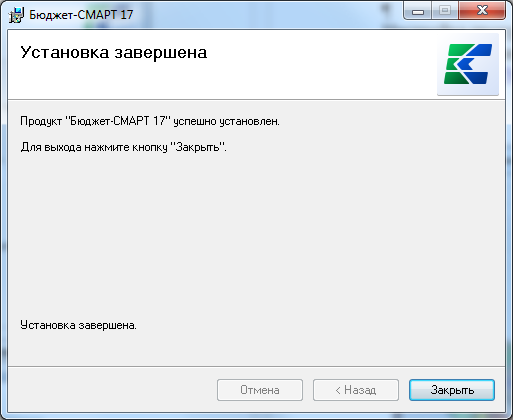 Бюджет-СМАРT 17
Установка завершена
Продукт "Бюджет-СМАРТ 17" успешно установлен.
Для выхода нажмите кнопку "Закрыть".
Установка завершена.
Отмена
< Назад
Закрыть